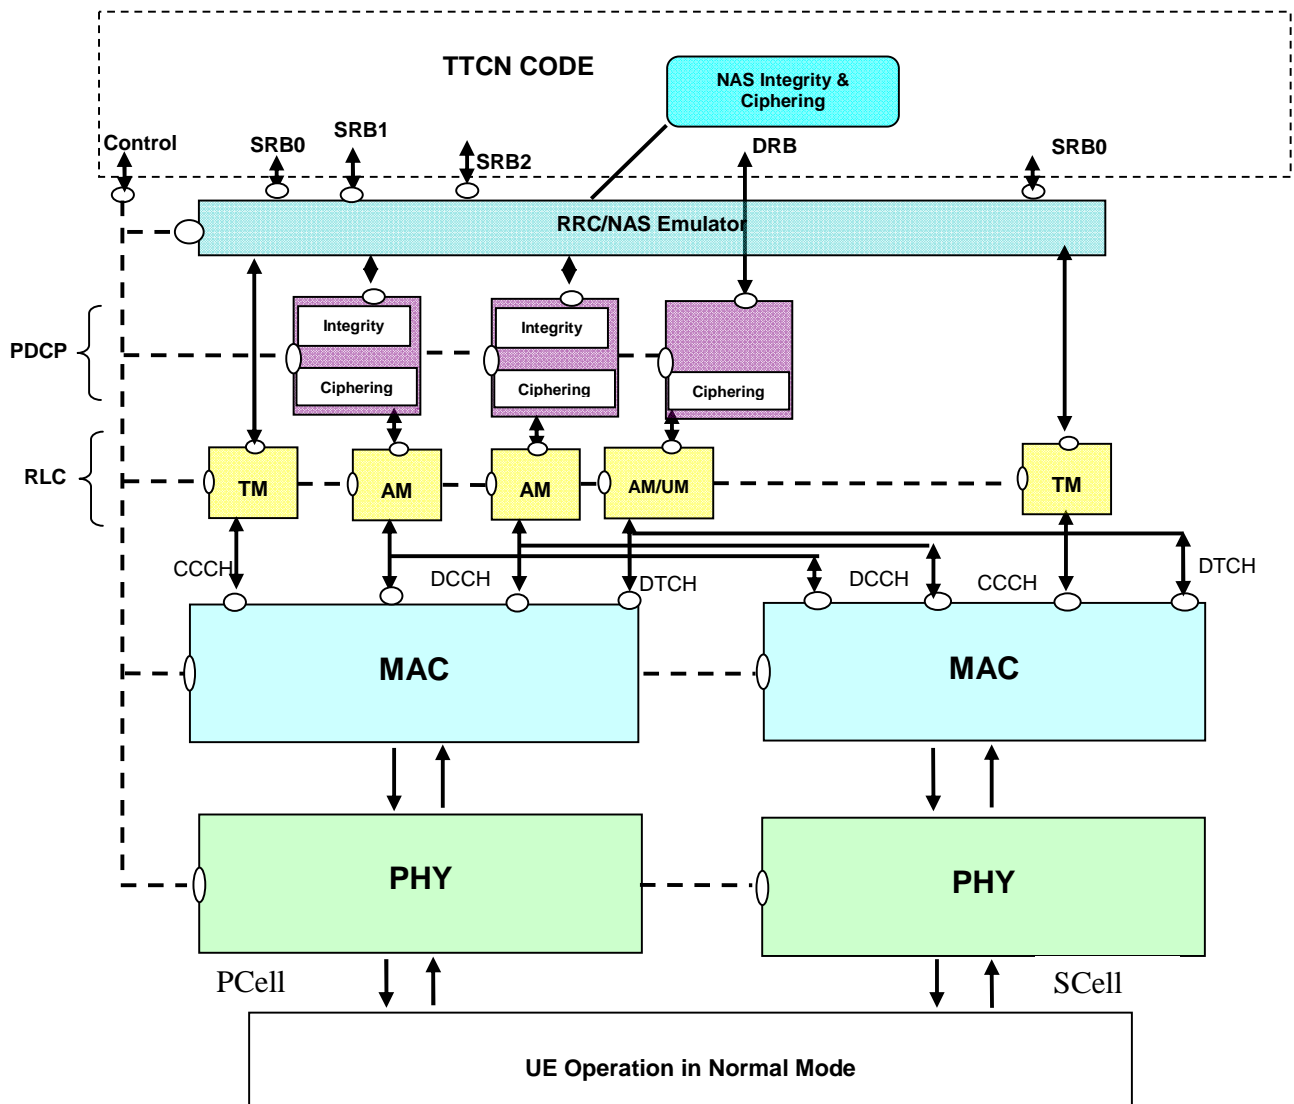 TTCN CODE
NAS Integrity &
Ciphering
Control
SRB0
SRB1
SRB2
DRB
SRB0
RRC/NAS Emulator
PDCP
Integrity
Ciphering
Integrity
Ciphering
Ciphering
RLC
TM
AM
AM
AM/UM
TM
CCCH
DCCH
DTCH
DCCH
CCCH
DTCH
MAC
MAC
PHY
PHY
PCell
SCell
UE Operation in Normal Mode